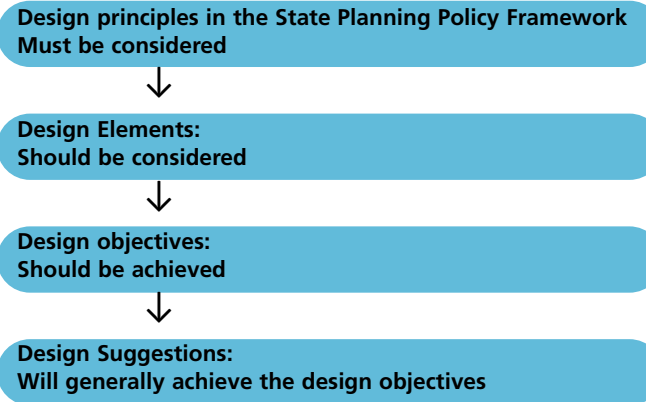 Design principles in the State Planning Policy Framework
Must be considered
Design Elements:
Should be considered
Design objectives:
Should be achieved
Design Suggestions:
Will generally achieve the design objectives